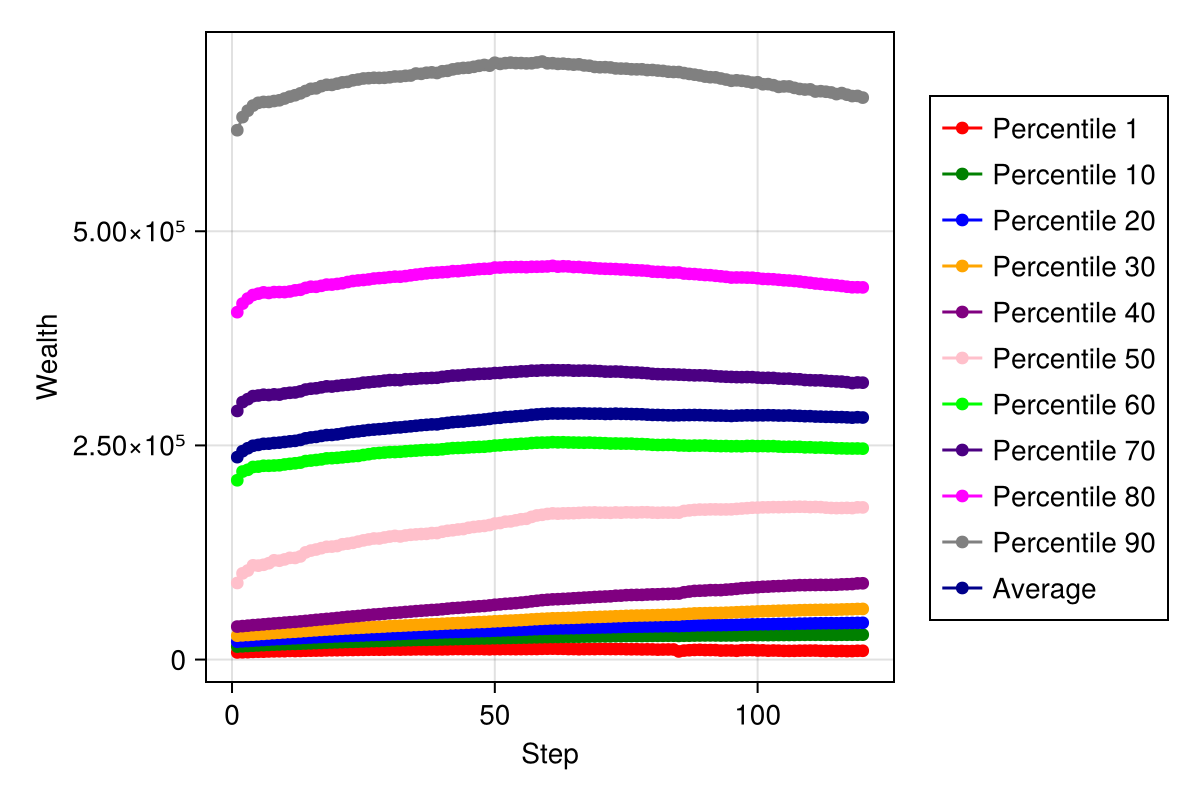 5.00×10⁵
2.50×10⁵
0
Wealth
0 50 100
Step
Percentile 1
Percentile 10
Percentile 20
Percentile 30
Percentile 40
Percentile 50
Percentile 60
Percentile 70
Percentile 80
Percentile 90
Average